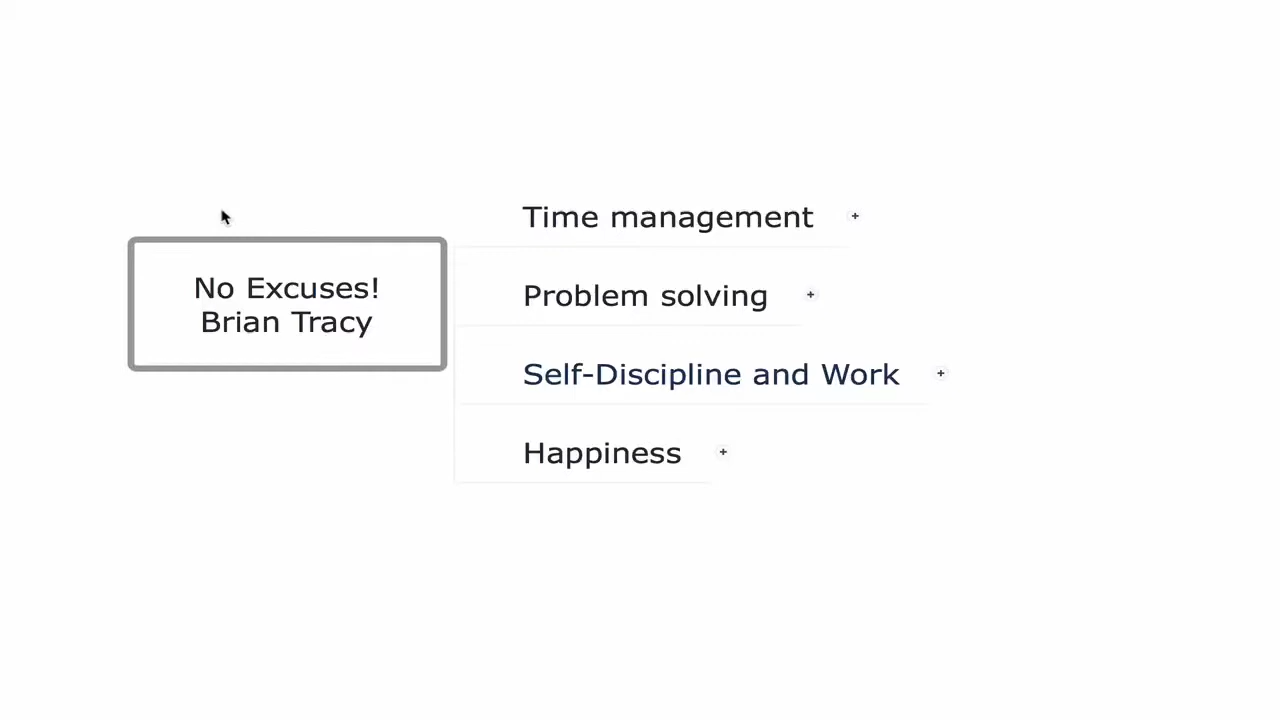 No Excuses!
Brian Tracy
Time management
Problem solving
Self-Discipline and Work
Happiness